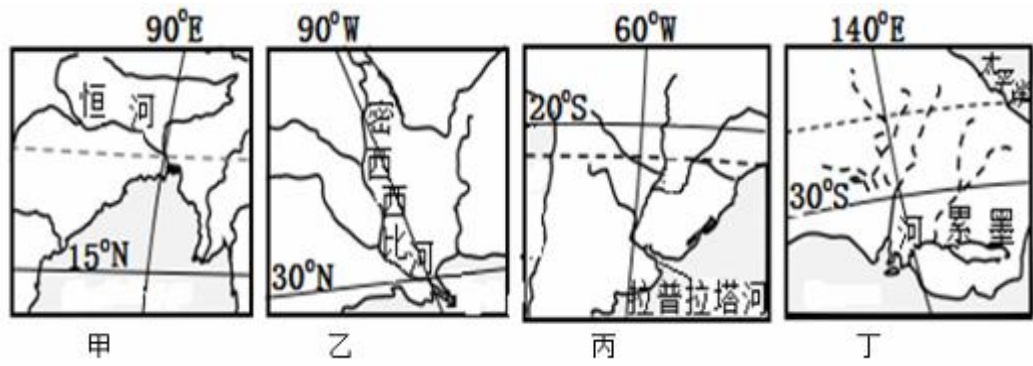 90°E
90°W
60°W
140°E
恒河
15°N
密西西比河
30°N
20°S
拉普拉塔河
太平洋
30°S
墨累河
甲
乙
丙
丁